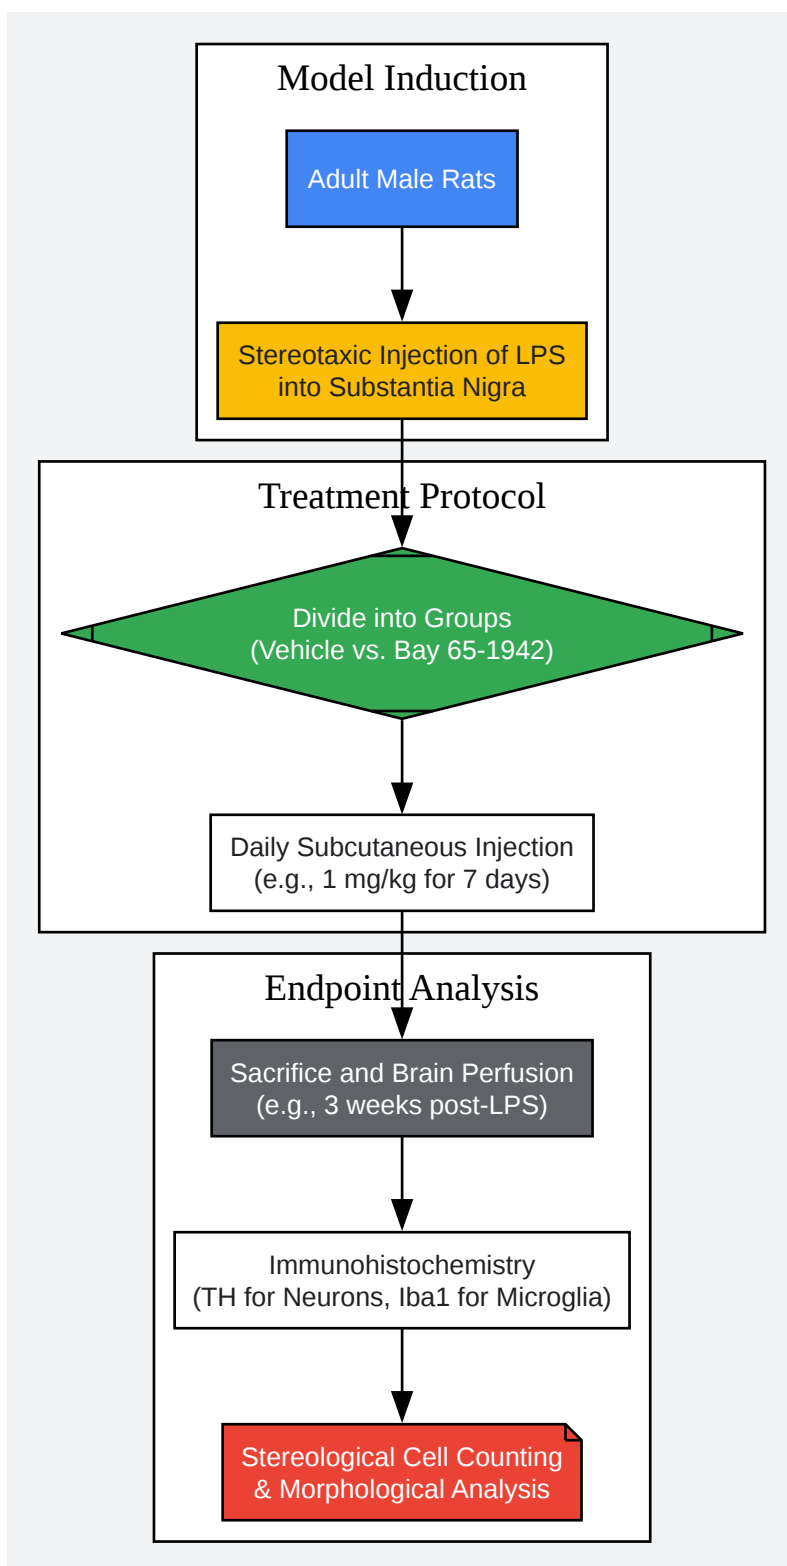 Model Induction
Adult Male Rats
Stereotaxic Injection of LPS
into Substantia Nigra
Treatment Protocol
Divide into Groups
(Vehicle vs. Bay 65-1942)
Daily Subcutaneous Injection
(e.g., 1 mg/kg for 7 days)
Endpoint Analysis
Sacrifice and Brain Perfusion
(e.g., 3 weeks post-LPS)
Immunohistochemistry
(TH for Neurons, Iba1 for Microglia)
Stereological Cell Counting
& Morphological Analysis